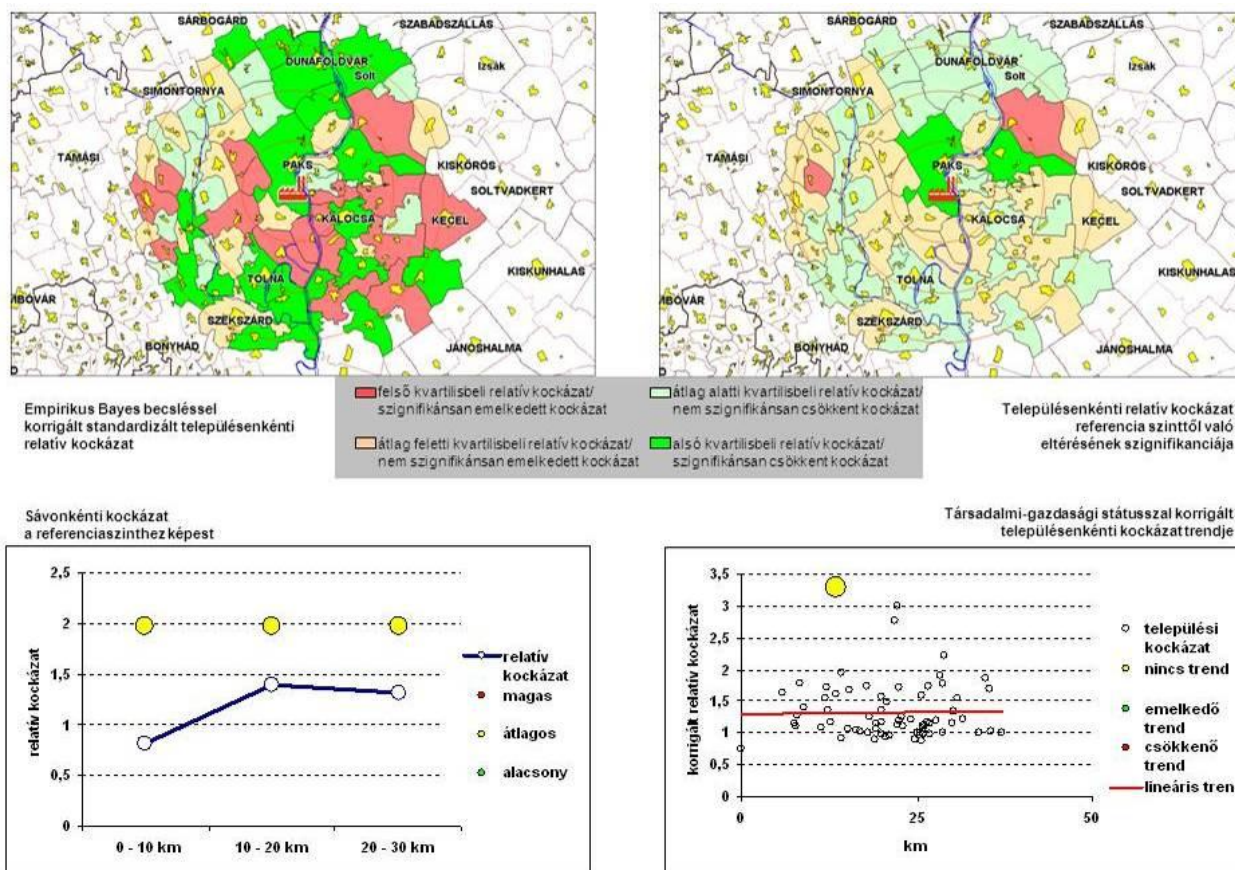 SÁRBOGÁRD
SZABADSZÁLLÁS
DUNAFÖLDVÁR
Izsák
Solt
SIMONTORNYA
TAMÁSI
PAKS
KISKŐRÖS
SOLTVADKERT
KALOCSA
KECEL
KISKUNHALAS
TOLNA
MBÓVÁR
SZEKSZÁRD
BONYHÁD
JÁNOSHALMA
SÁRBOGÁRD
SZABADSZÁLLÁS
DUNAFÖLDVÁR
Izsák
Solt
SIMONTORNYA
TAMÁSI
PAKS
KISKŐRÖS
SOLTVADKERT
KALOCSA
KECEL
KISKUNHALAS
TOLNA
MBÓVÁR
SZEKSZÁRD
BONYHÁD
JÁNOSHALMA
Empirikus Bayes becsléssel
korrigált standardizált településenkénti
relatív kockázat
felső kvartilisbeli relatív kockázat/
szignifikánsan emelkedett kockázat
átlag alatti kvartilisbeli relatív kockázat/
nem szignifikánsan csökkent kockázat
átlag feletti kvartilisbeli relatív kockázat/
nem szignifikánsan emelkedett kockázat
alsó kvartilisbeli relatív kockázat/
szignifikánsan csökkent kockázat
Településenkénti relatív kockázat
referencia szinttől való
eltérésének szignifikanciája
Sávonkénti kockázat
a referenciaszinthez képest
relatív kockázat
2,5
2
1,5
1
0,5
0
0 - 10 km
10 - 20 km
20 - 30 km
relatív
kockázat
magas
átlagos
alacsony
Társadalmi-gazdasági státusszal korrigált
településenkénti kockázat trendje
korrigált relatív kockázat
3,5
3
2,5
2
1,5
1
0,5
0
0
25
50
km
települési
kockázat
nincs trend
emelkedő
trend
csökkenő
trend
lineáris tren